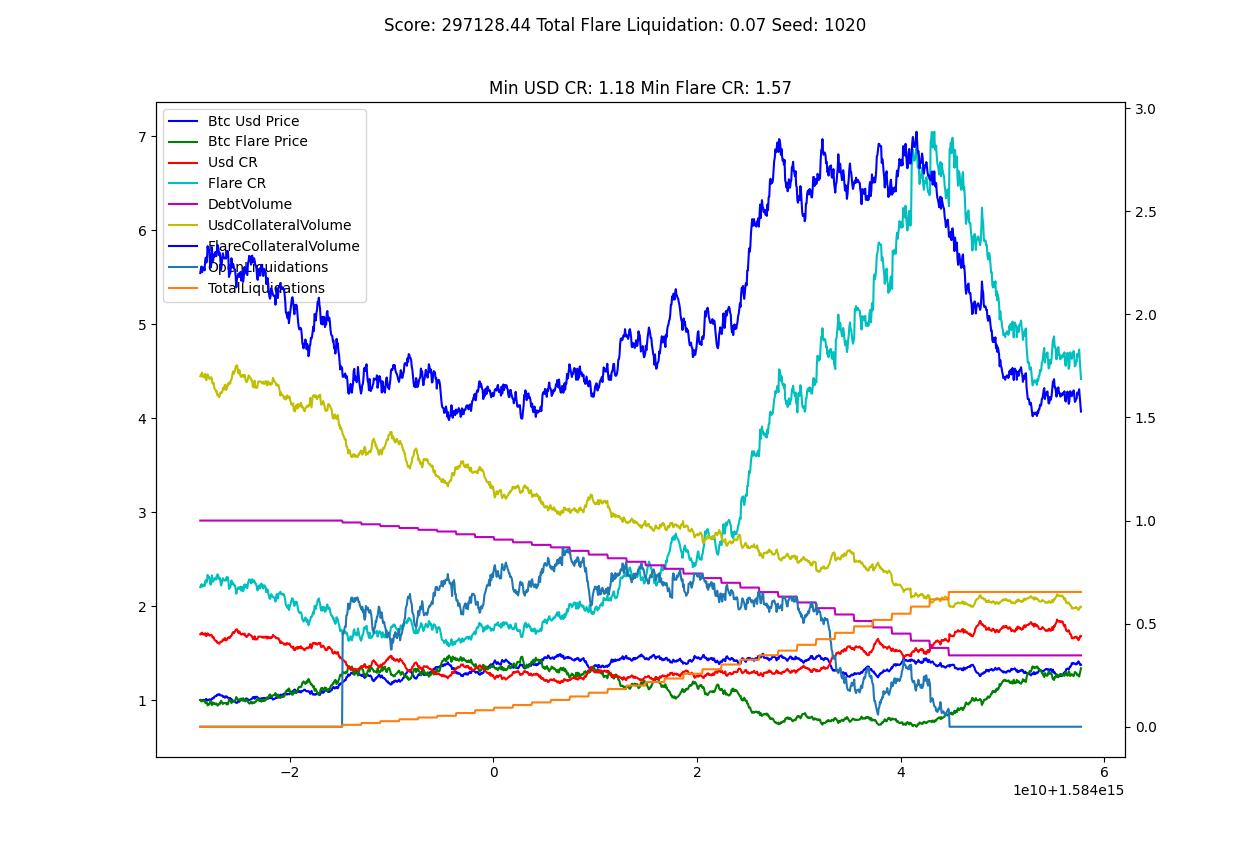 Score: 297128.44 Total Flare Liquidation: 0.07 Seed: 1020
Min USD CR: 1.18 Min Flare CR: 1.57
Btc Usd Price
Btc Flare Price
Usd CR
Flare CR
DebtVolume
UsdCollateralVolume
FlareCollateralVolume
OpenLiquidations
TotalLiquidations
7
6
5
4
3
2
1
3.0
2.5
2.0
1.5
1.0
0.5
0.0
−2 0 2 4 6
1e10+1.584e15